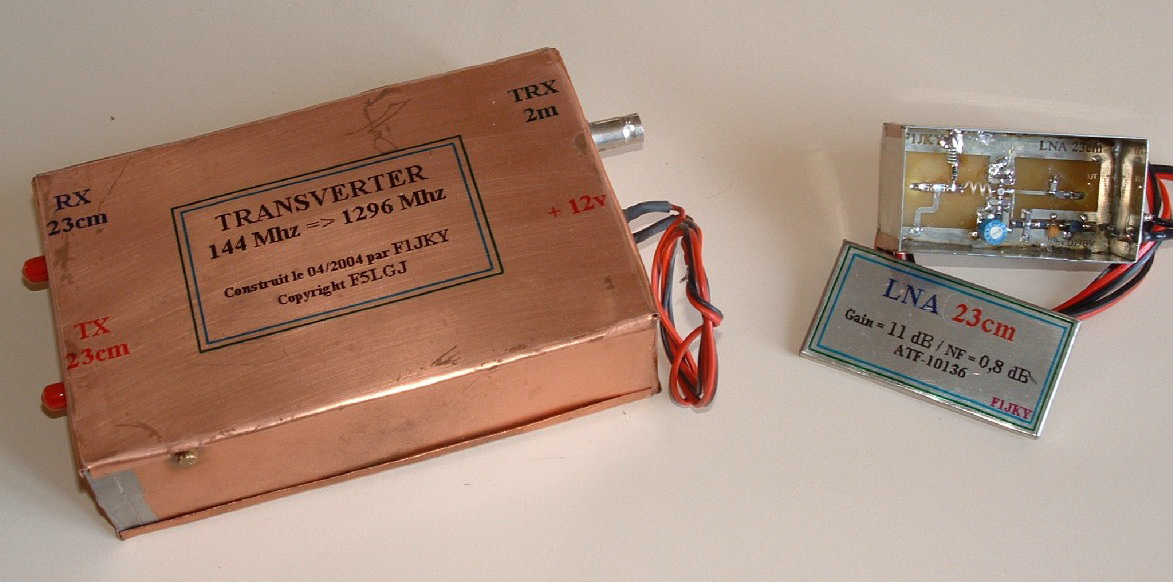 TRX
2m
RX
23cm
TRANSVERTER
144 Mhz => 1296 Mhz
Construit le 04/2004 par F1JKY
Copyright F5LGJ
+ 12v
TX
23cm
LNA 23cm
LNA 23cm
Gain = 11 dB / NF = 0,8 dB
ATF-10136
F1JKY